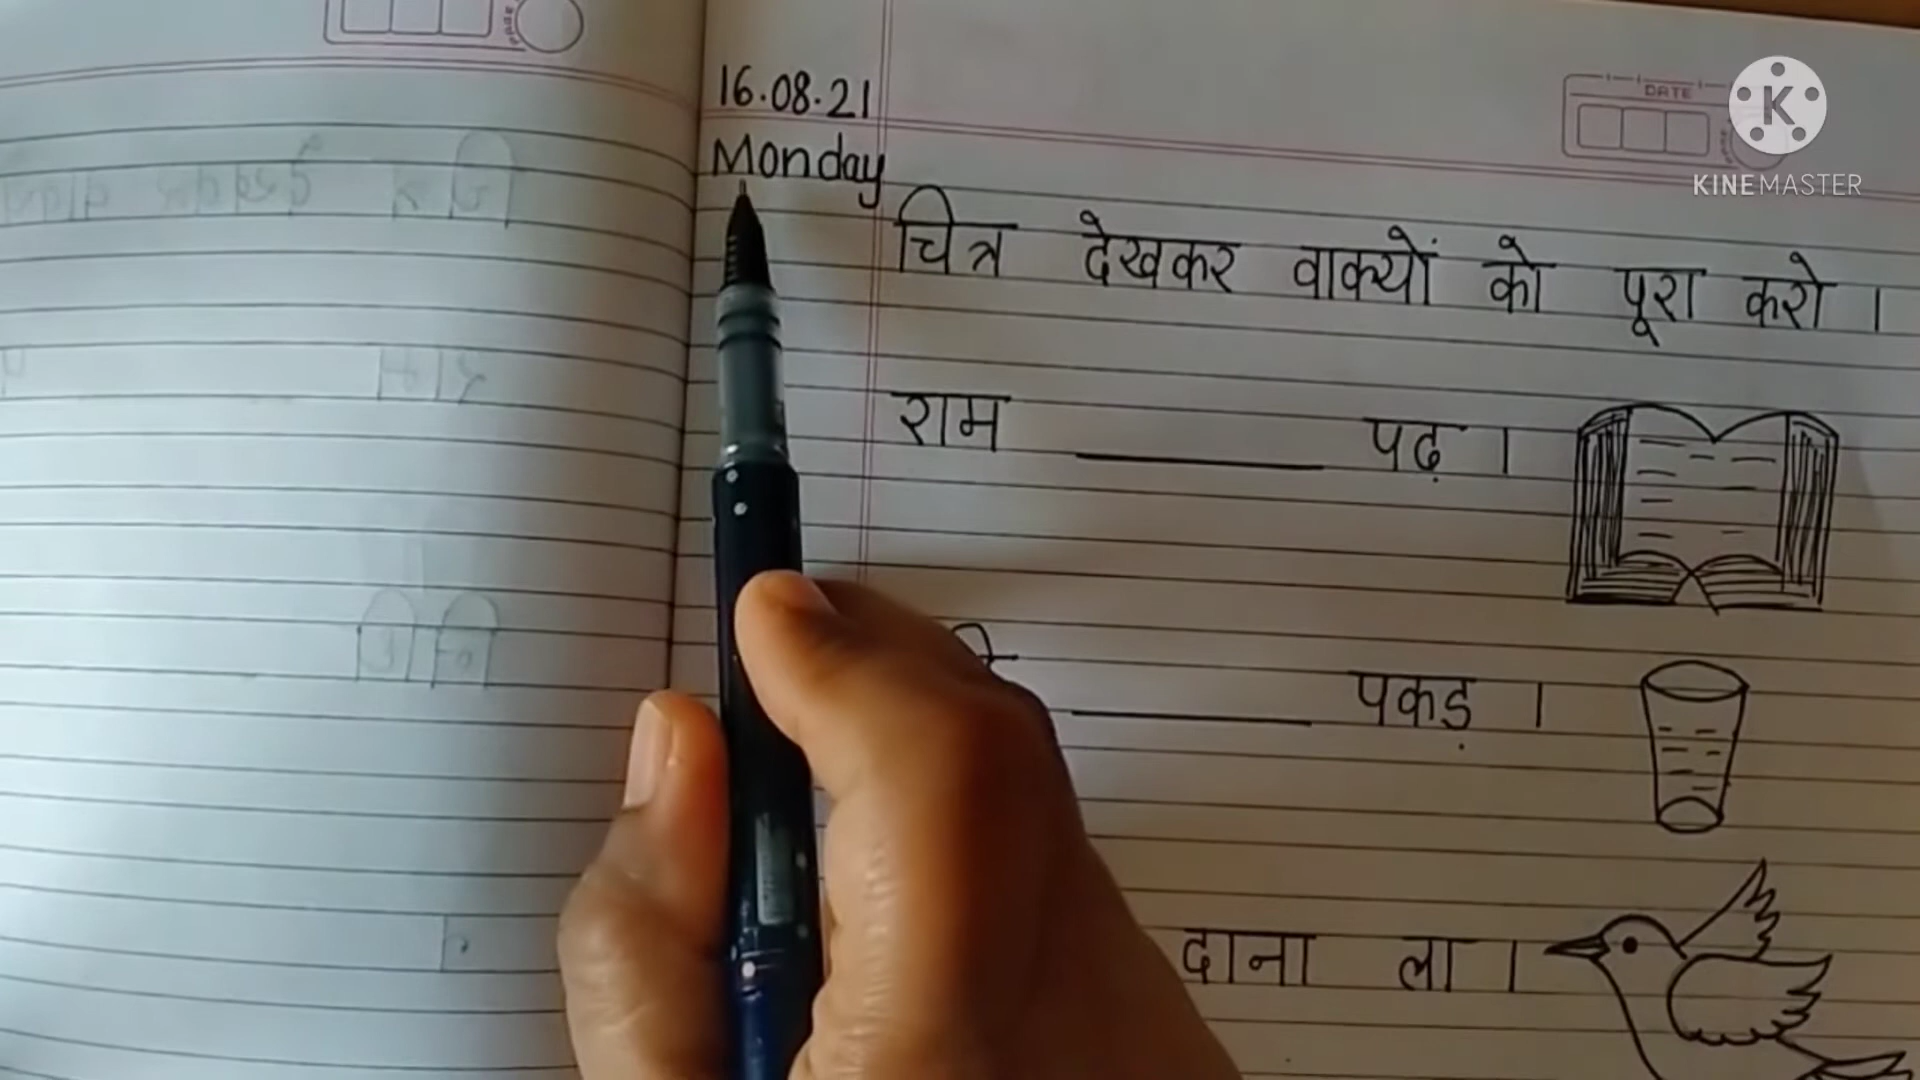 16.08.21
Monday
DATE
KINEMASTER
चित्र देखकर वाक्यों को पूरा करो ।
राम ______ पढ़ ।
______ पकड़ ।
दाना ला ।